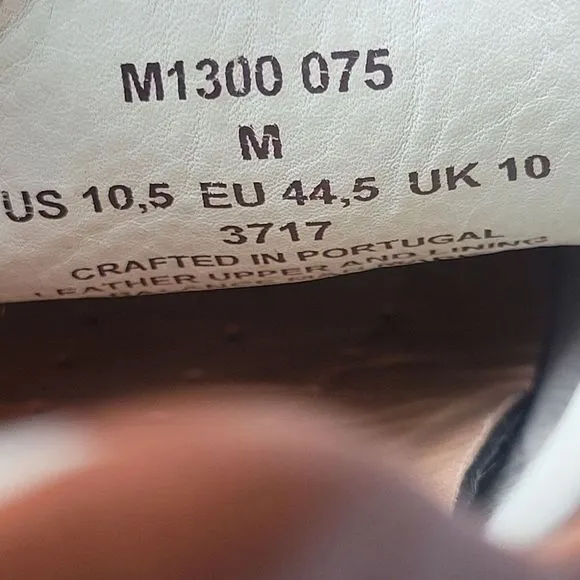 M1300 075
M
US 10,5 EU 44,5 UK 10
3717
CRAFTED IN PORTUGAL
LEATHER UPPER AND LINING